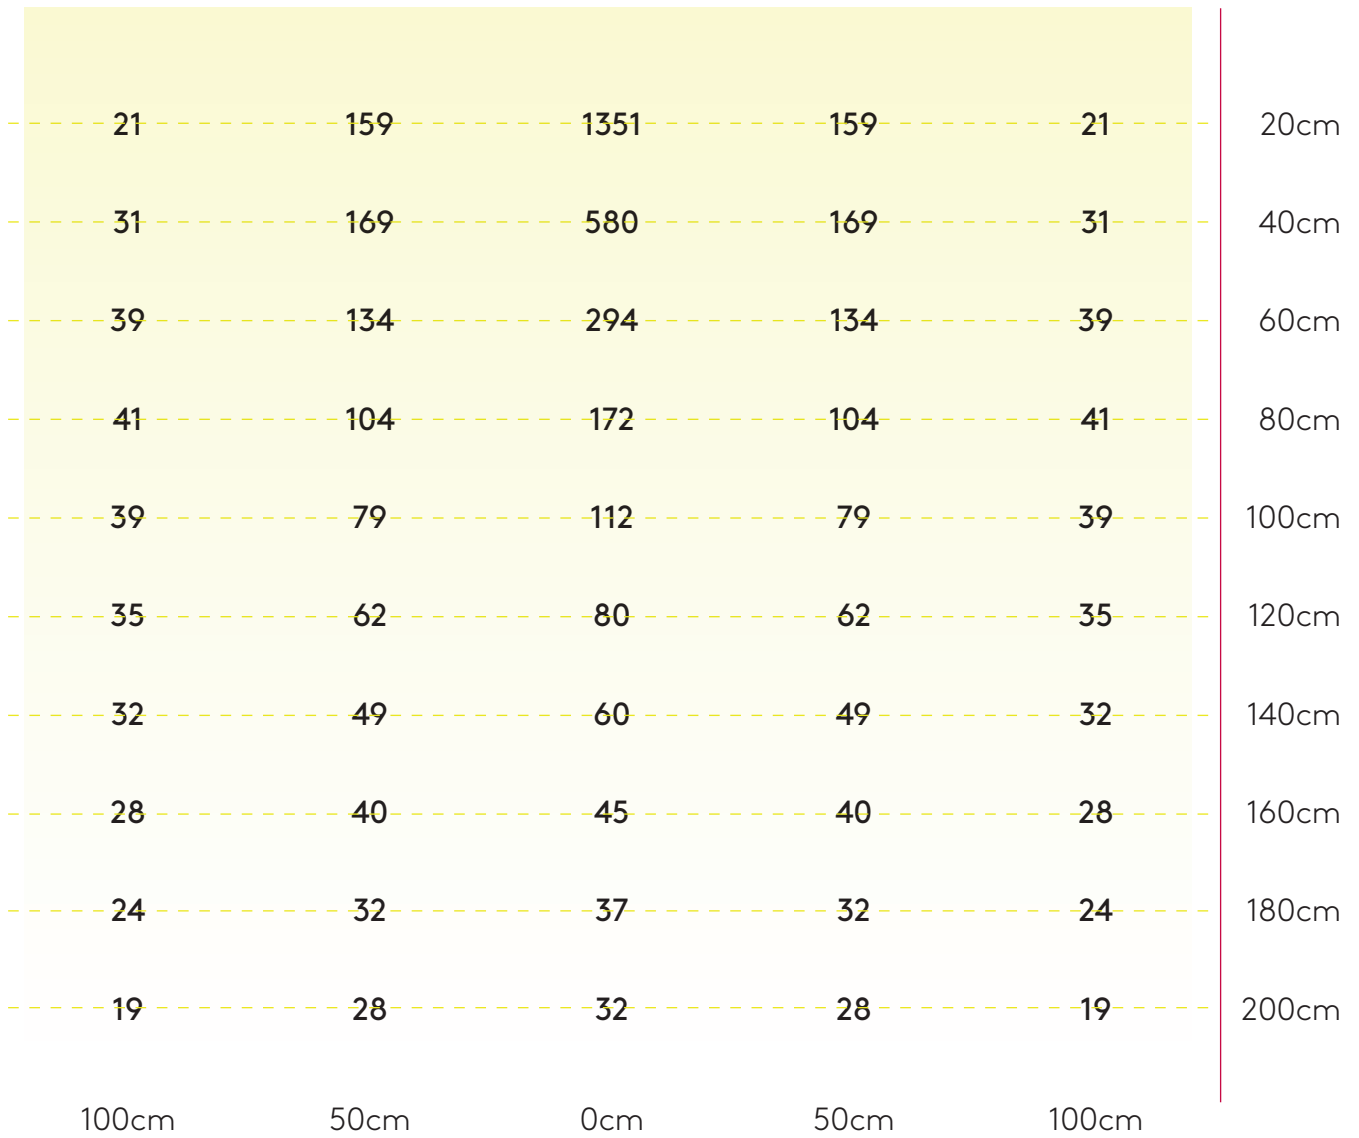 21 159 1351 159 21 20cm
31 169 580 169 31 40cm
39 134 294 134 39 60cm
41 104 172 104 41 80cm
39 79 112 79 39 100cm
35 62 80 62 35 120cm
32 49 60 49 32 140cm
28 40 45 40 28 160cm
24 32 37 32 24 180cm
19 28 32 28 19 200cm
100cm 50cm 0cm 50cm 100cm